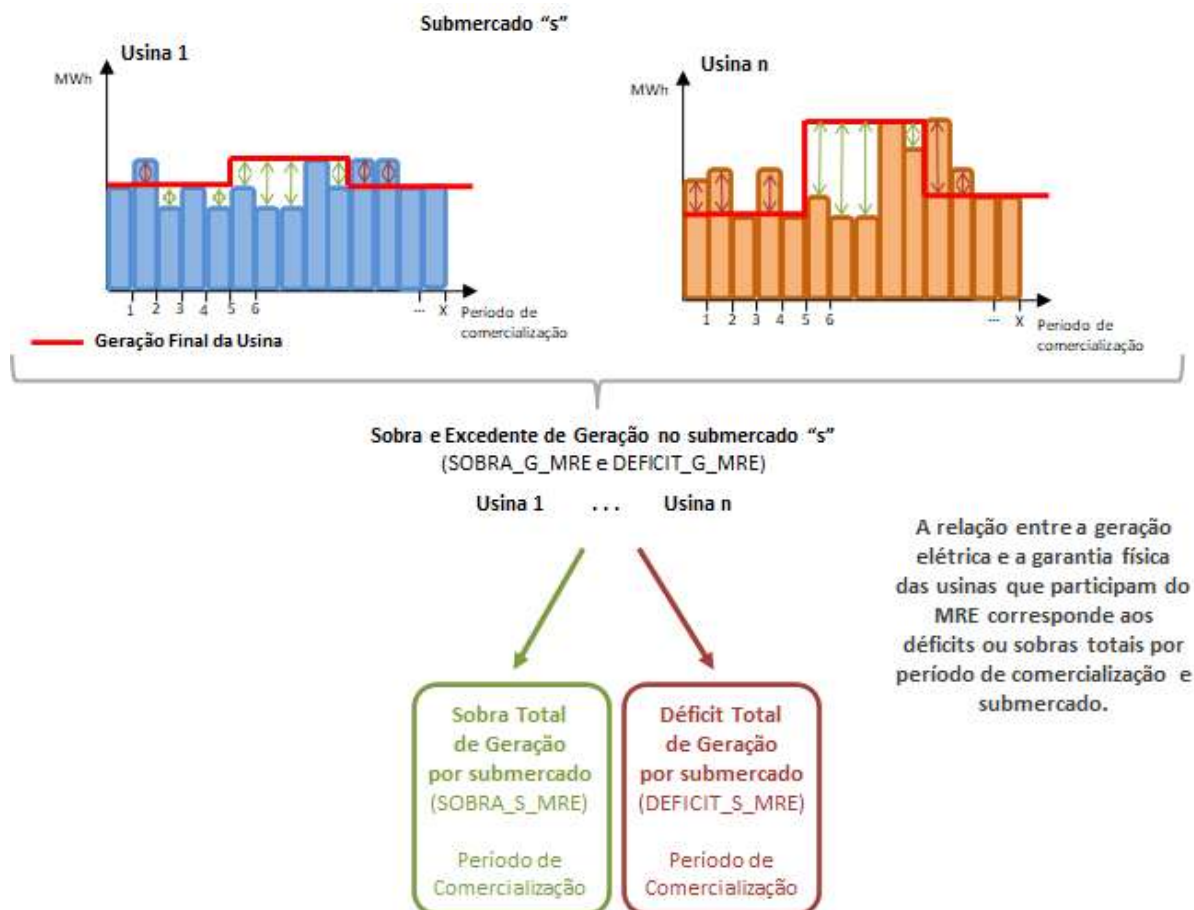 Submercado “s”
Usina 1
MWh
1 2 3 4 5 6 ... X
Período de
comercialização
Geração Final da Usina
Usina n
MWh
1 2 3 4 5 6 ... X
Período de
comercialização
Sobra e Excedente de Geração no submercado “s”
(SOBRA_G_MRE e DEFICIT_G_MRE)
Usina 1 ... Usina n
A relação entre a geração
elétrica e a garantia física
das usinas que participam do
MRE corresponde aos
déficits ou sobras totais por
período de comercialização e
submercado.
Sobra Total
de Geração
por submercado
(SOBRA_S_MRE)
Período de
Comercialização
Déficit Total
de Geração
por submercado
(DEFICIT_S_MRE)
Período de
Comercialização